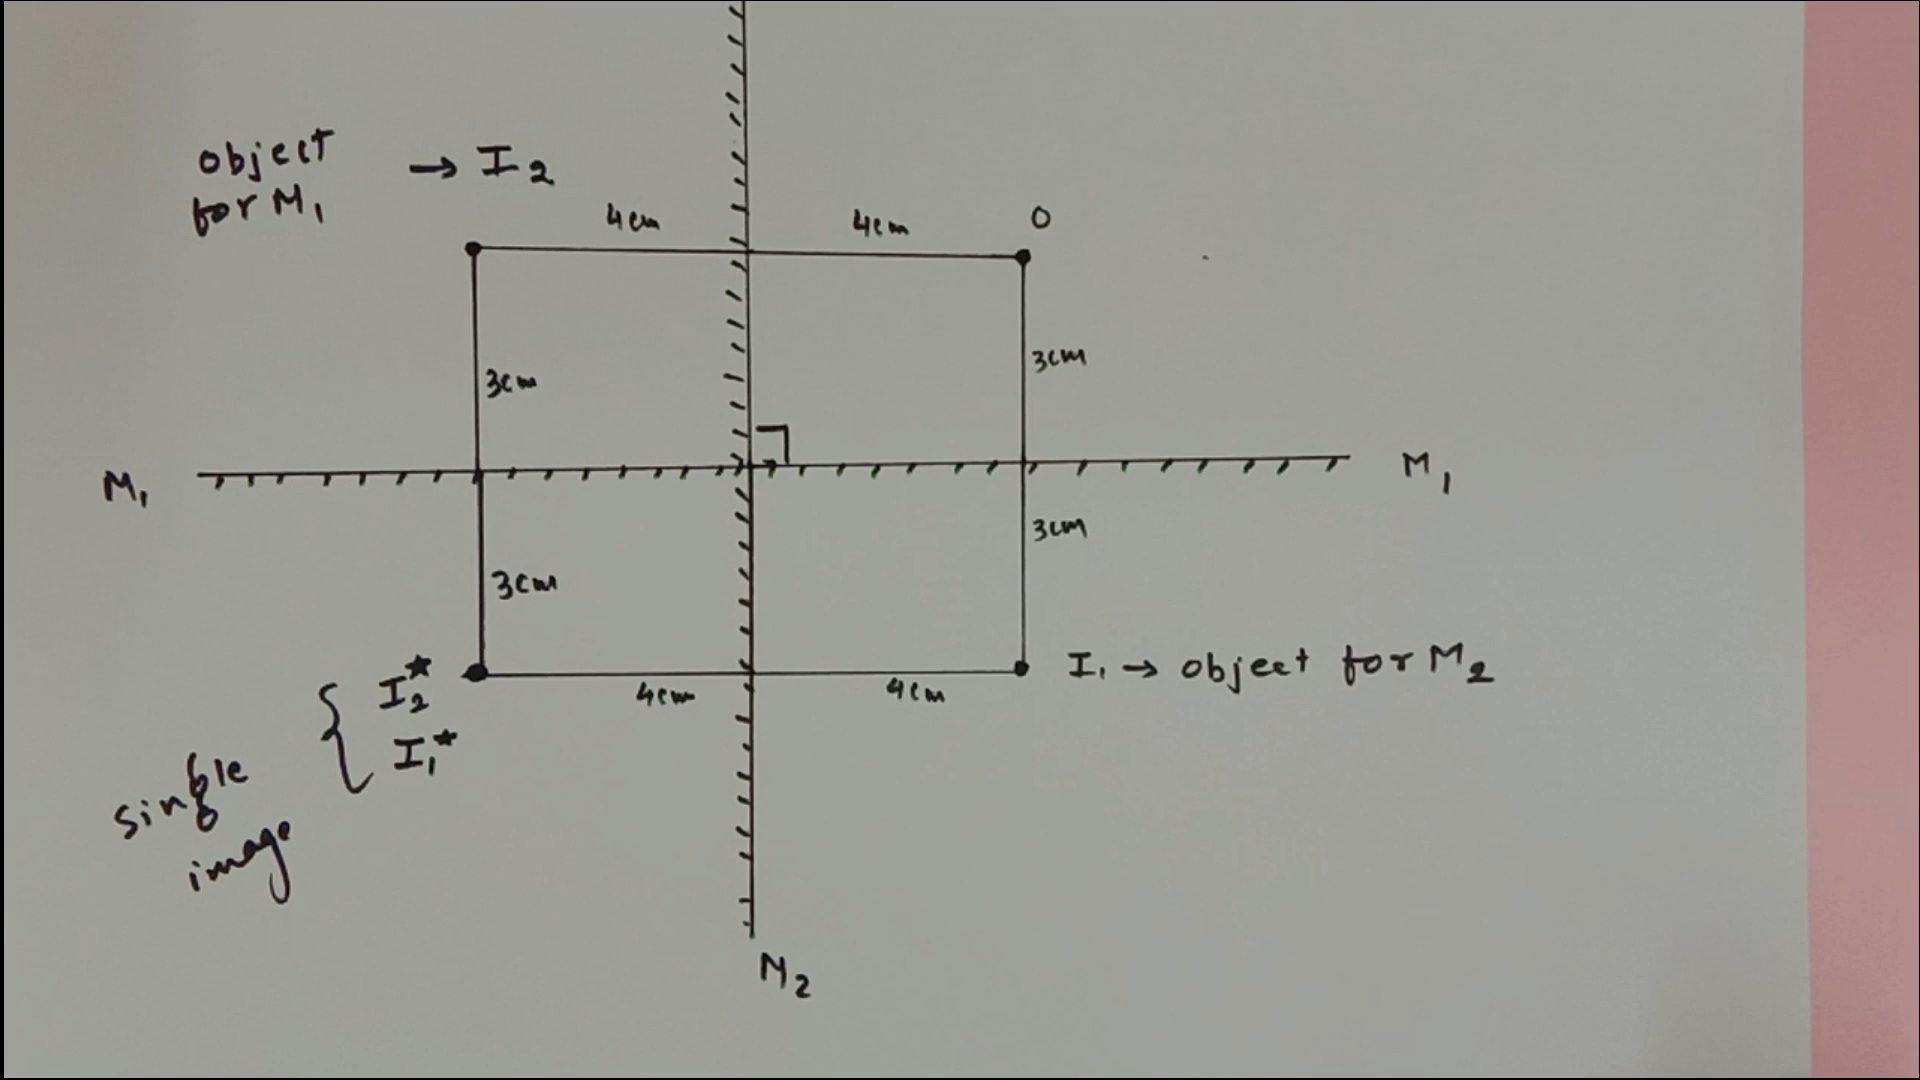 object
for M₁
→ I₂
4cm
4cm
O
3cm
3cm
M₁
M₁
3cm
3cm
I₂*
I₁*
single
image
4cm
4cm
I₁ → object for M₂
M₂